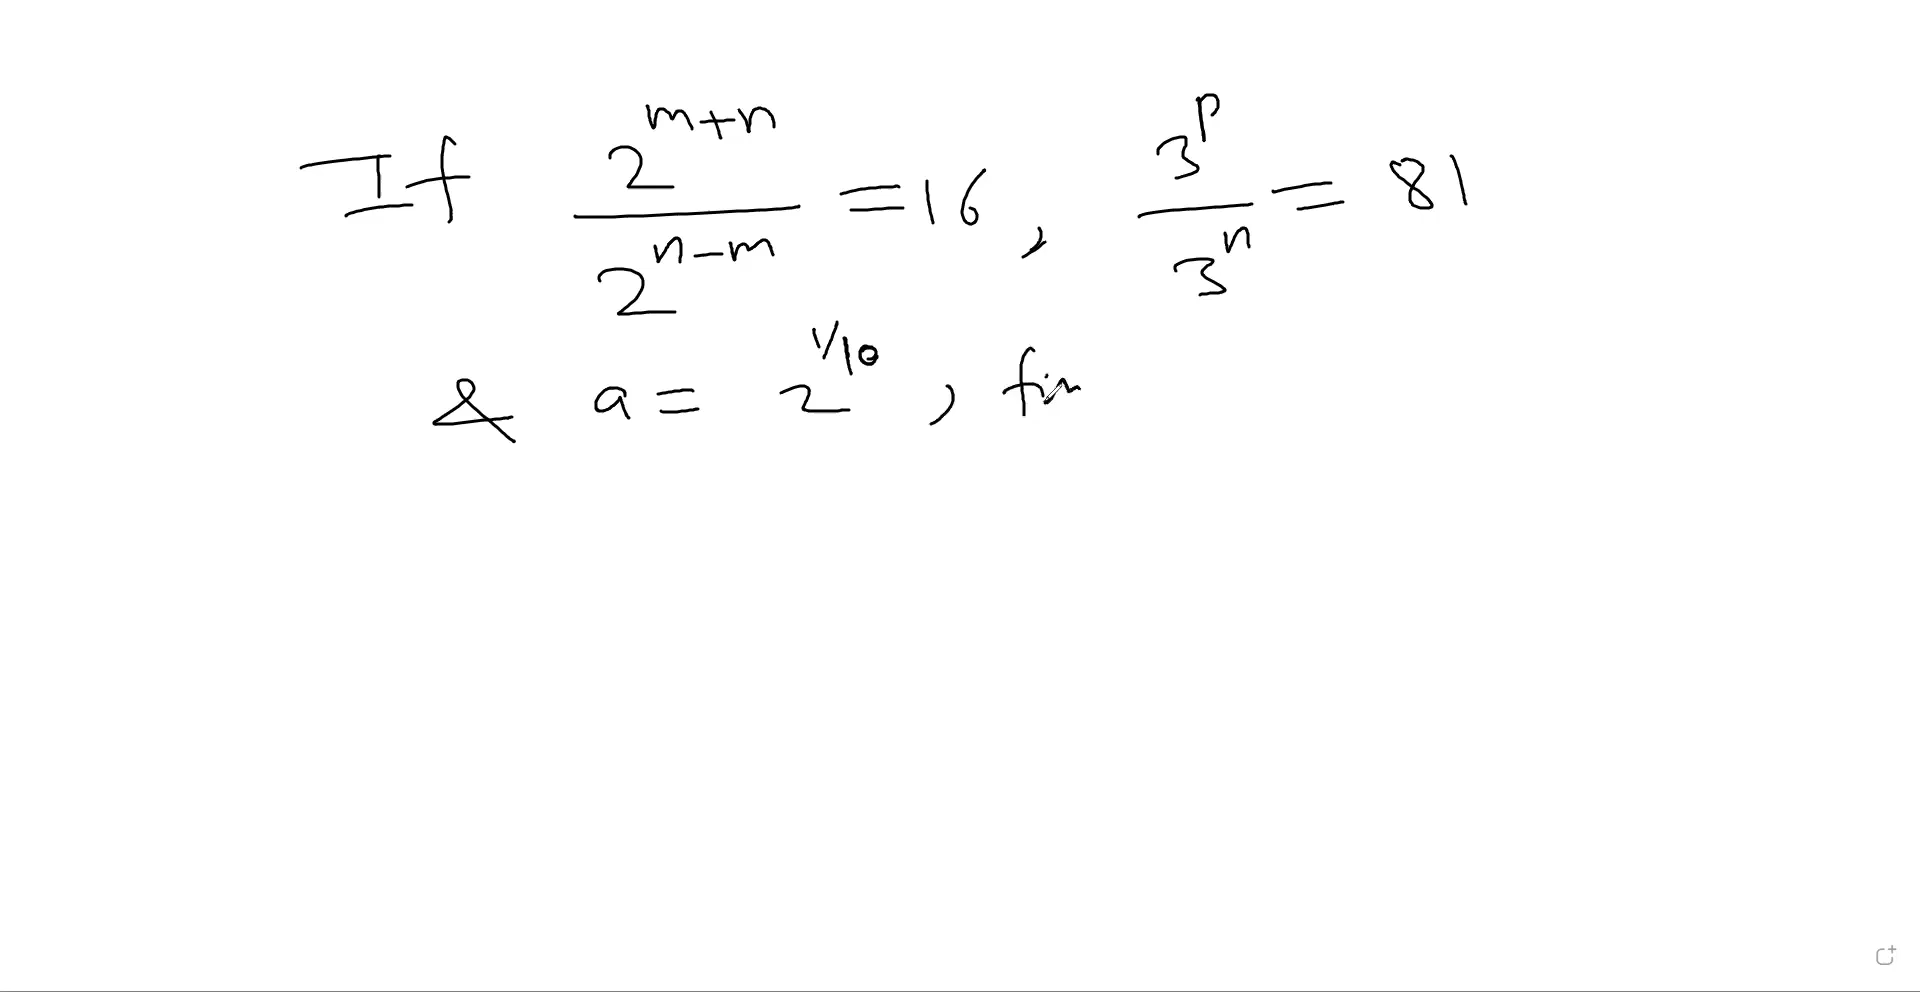 If 2^{m+n} / 2^{n-m} = 16, 3^p / 3^n = 81
& a = 2^{1/10}, fin